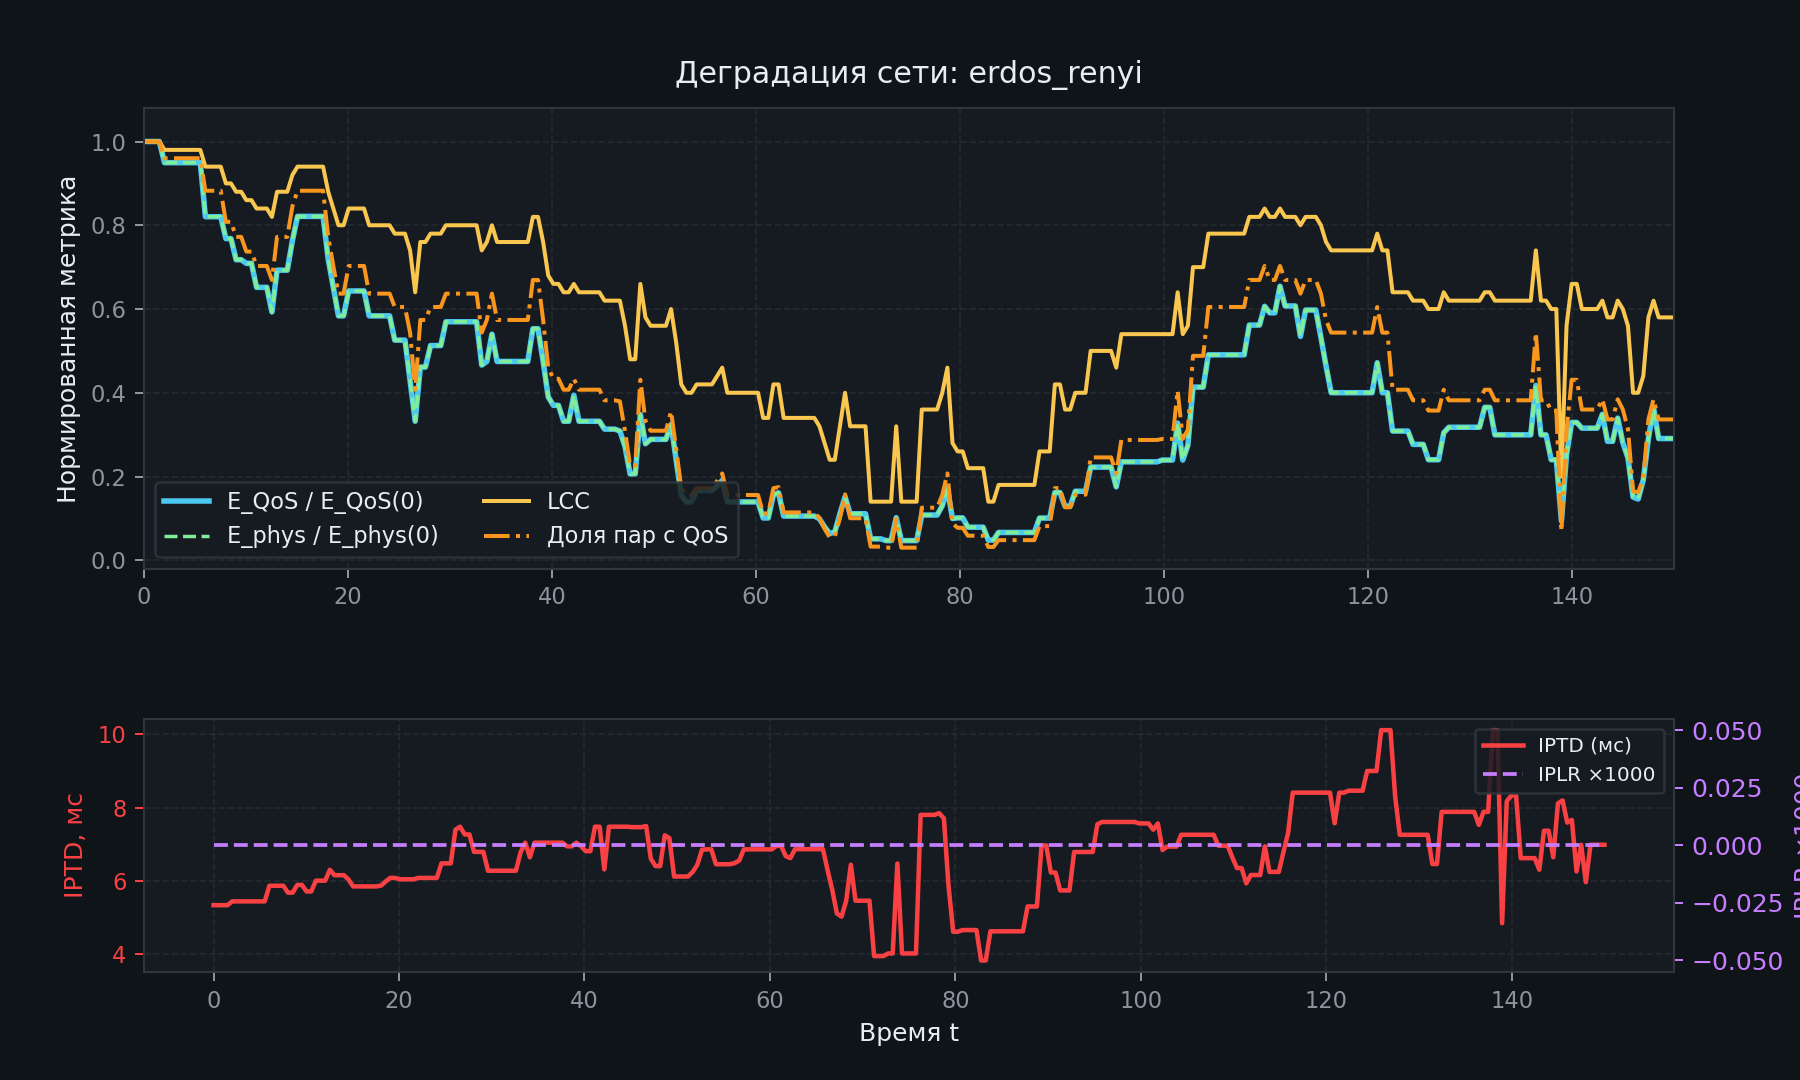 Деградация сети: erdos_renyi
Нормированная метрика
1.0
0.8
0.6
0.4
0.2
0.0
E_QoS / E_QoS(0)
E_phys / E_phys(0)
LCC
Доля пар с QoS
0 20 40 60 80 100 120 140
IPTD, мс
10
8
6
4
IPTD (мс)
IPLR ×1000
0.050
0.025
0.000
−0.025
−0.050
0 20 40 60 80 100 120 140
Время t